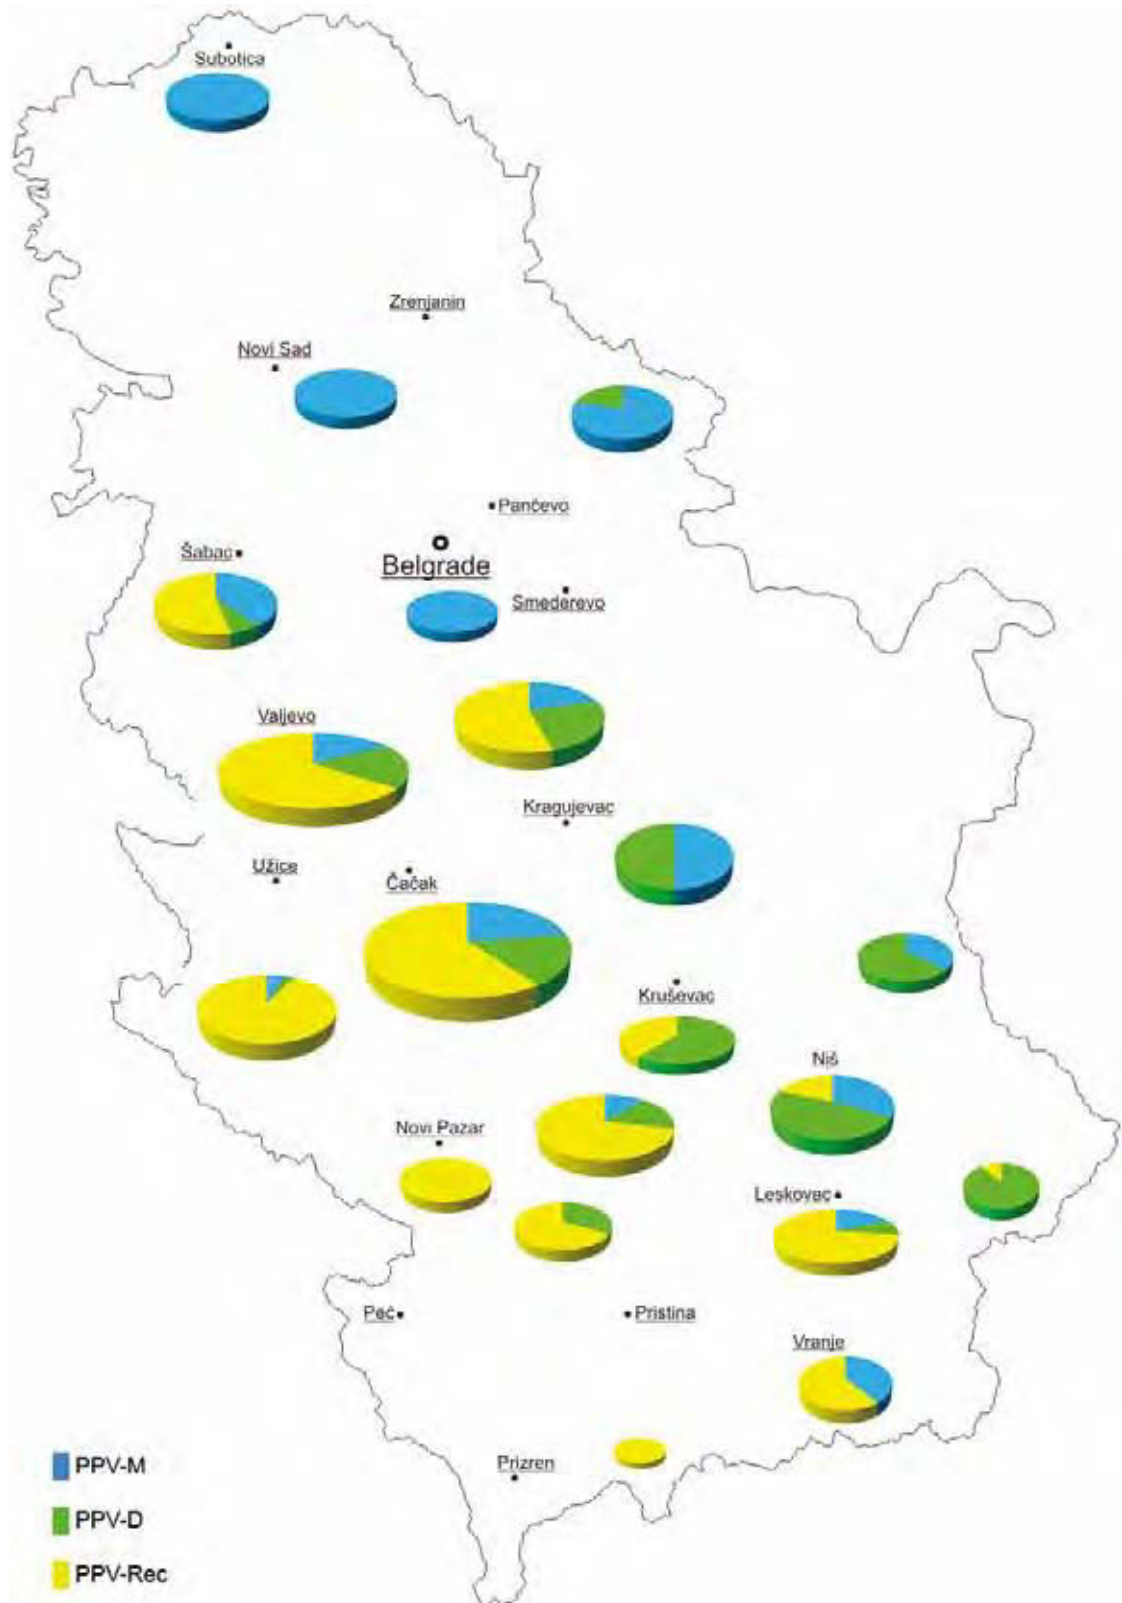 Subotica
Zrenjanin
Novi Sad
Pančevo
Šabac
Belgrade
Smederevo
Valjevo
Kragujevac
Užice
Čačak
Kruševac
Niš
Novi Pazar
Leskovac
Peć
Pristina
Vranje
Prizren
PPV-M
PPV-D
PPV-Rec